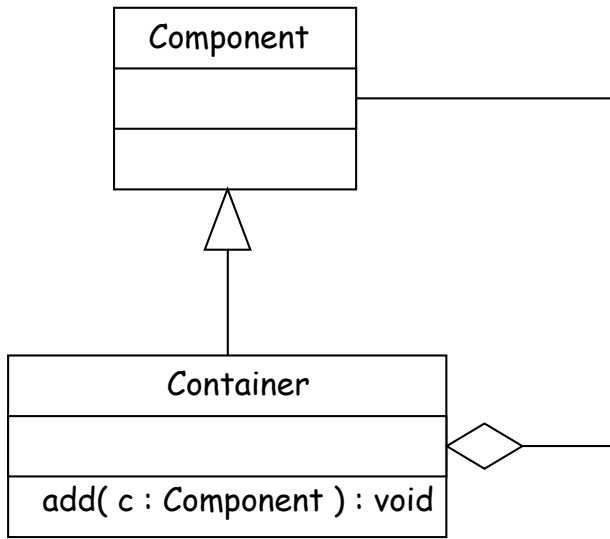 Component
Container
add( c : Component ) : void